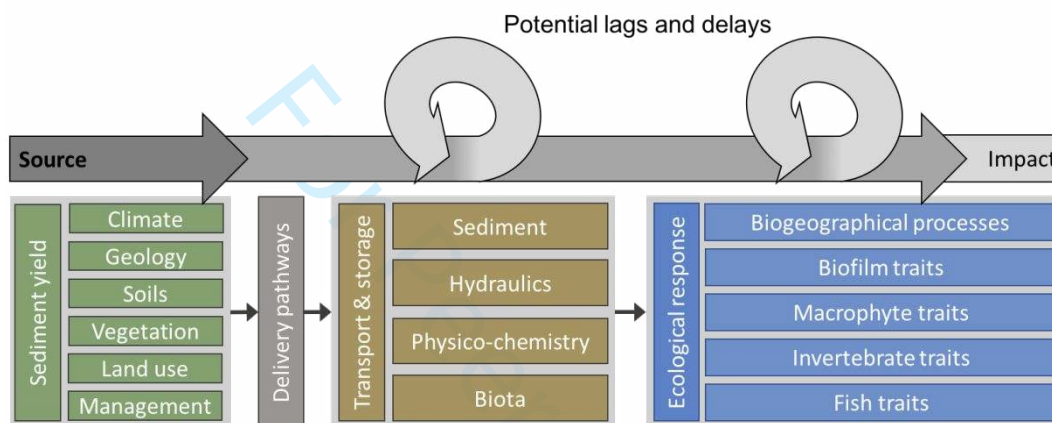 Potential lags and delays
Source
Impact
Sediment yield
Climate
Geology
Soils
Vegetation
Land use
Management
Delivery pathways
Transport & storage
Sediment
Hydraulics
Physico-chemistry
Biota
Ecological response
Biogeographical processes
Biofilm traits
Macrophyte traits
Invertebrate traits
Fish traits